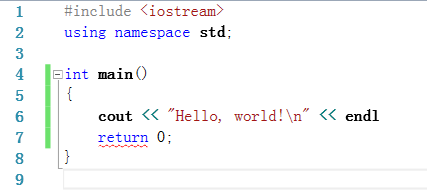 1 #include <iostream>
2 using namespace std;
3
4 int main()
5 {
6 cout << "Hello, world!\n" << endl
7 return 0;
8 }
9